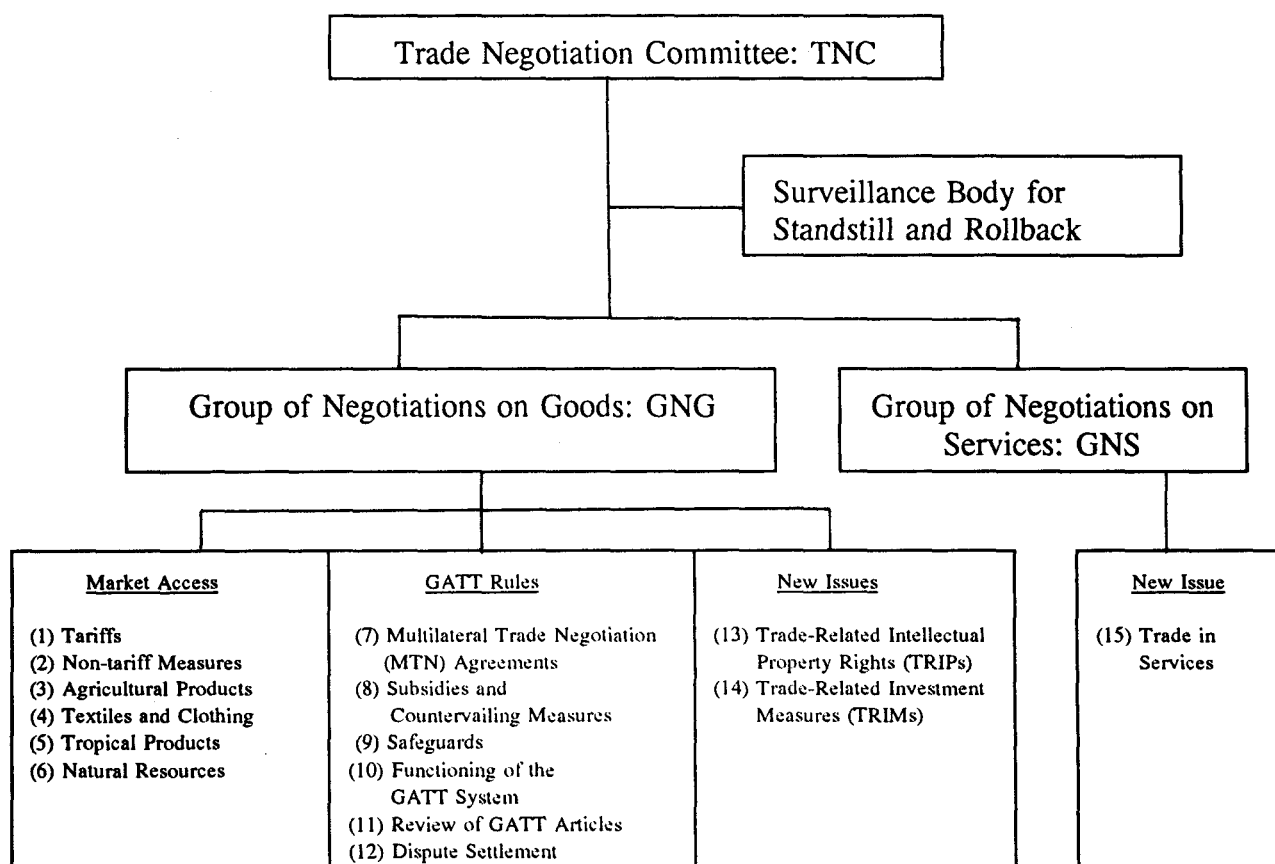 Trade Negotiation Committee: TNC
Surveillance Body for
Standstill and Rollback
Group of Negotiations on Goods: GNG
Group of Negotiations on
Services: GNS
Market Access
(1) Tariffs
(2) Non-tariff Measures
(3) Agricultural Products
(4) Textiles and Clothing
(5) Tropical Products
(6) Natural Resources
GATT Rules
(7) Multilateral Trade Negotiation
(MTN) Agreements
(8) Subsidies and
Countervailing Measures
(9) Safeguards
(10) Functioning of the
GATT System
(11) Review of GATT Articles
(12) Dispute Settlement
New Issues
(13) Trade-Related Intellectual
Property Rights (TRIPs)
(14) Trade-Related Investment
Measures (TRIMs)
New Issue
(15) Trade in
Services